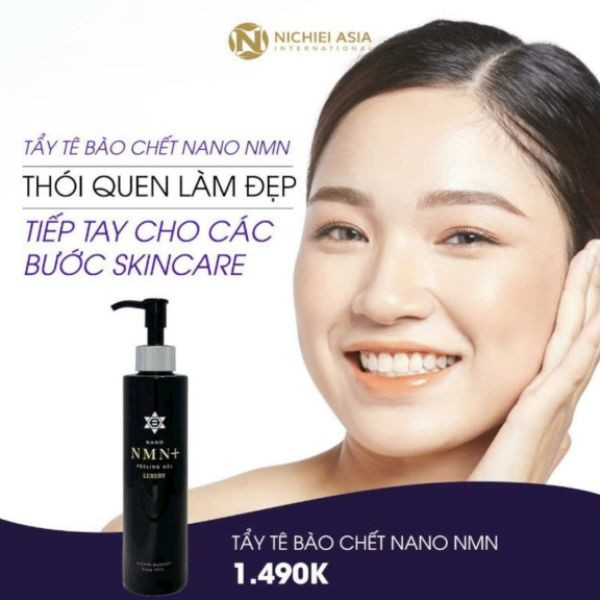 NICHIEI ASIA
INTERNATIONAL
TẨY TẾ BÀO CHẾT NANO NMN
THÓI QUEN LÀM ĐẸP
TIẾP TAY CHO CÁC
BƯỚC SKINCARE
NANO
NMN+
PEELING GEL
LUXURY
TẨY TẾ BÀO CHẾT NANO NMN
1.490K